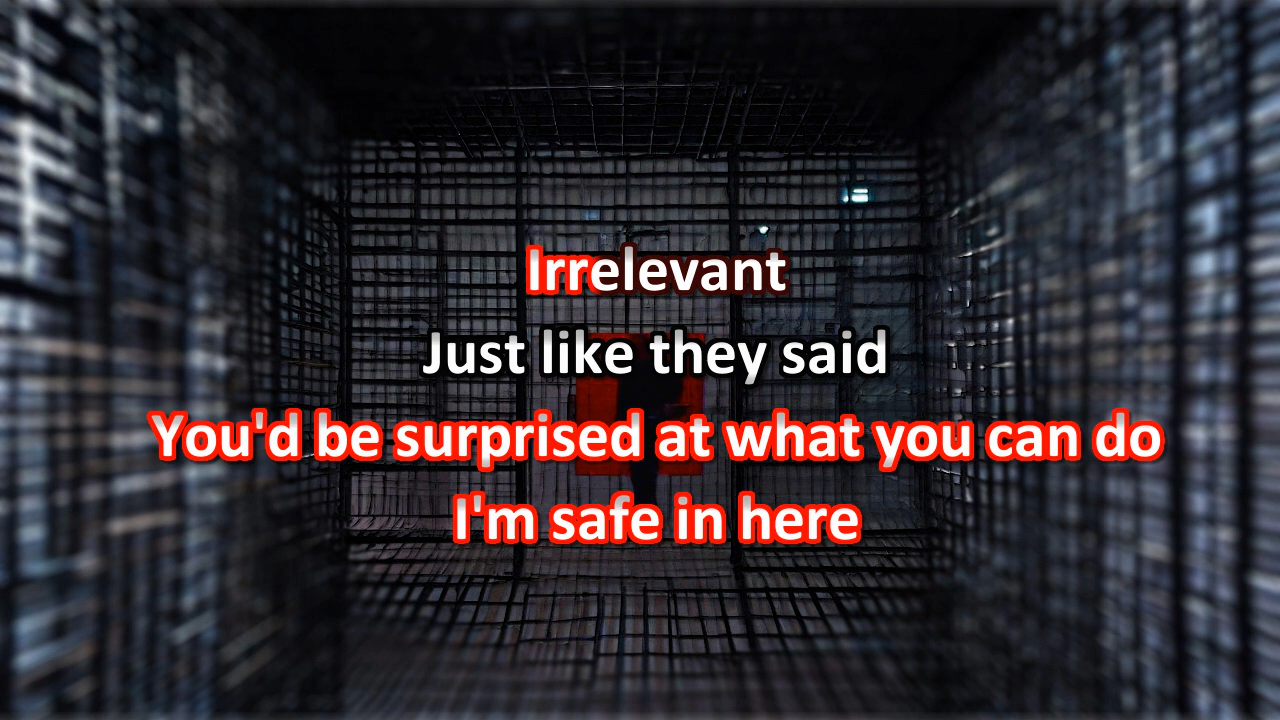 Irrelevant
Just like they said
You'd be surprised at what you can do
I'm safe in here